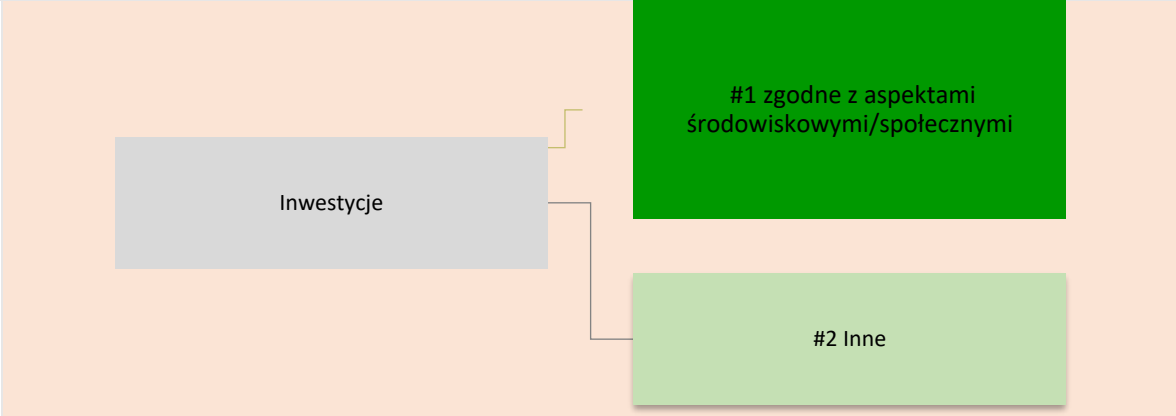 #1 zgodne z aspektami
środowiskowymi/społecznymi
Inwestycje
#2 Inne